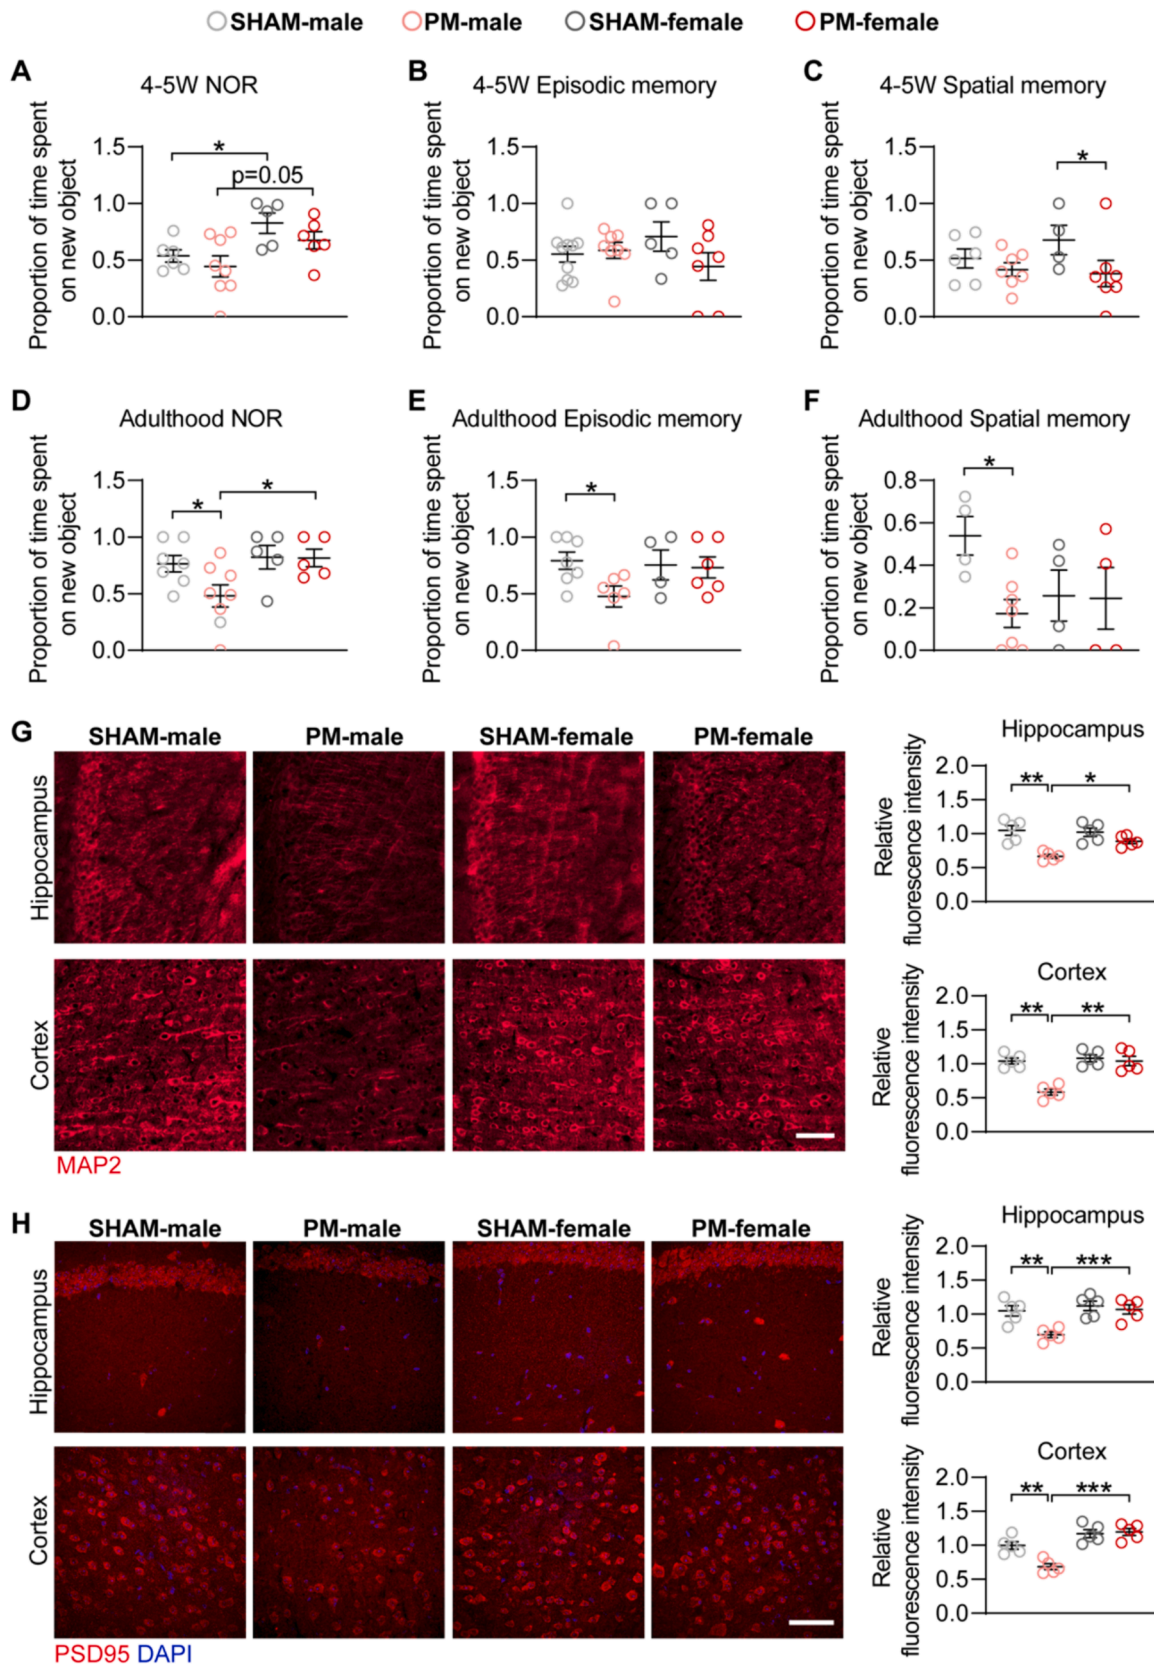 SHAM-male PM-male SHAM-female PM-female
A
4-5W NOR
Proportion of time spent
on new object
1.5
1.0
0.5
0.0
*
p=0.05
B
4-5W Episodic memory
Proportion of time spent
on new object
1.5
1.0
0.5
0.0
C
4-5W Spatial memory
Proportion of time spent
on new object
1.5
1.0
0.5
0.0
*
D
Adulthood NOR
Proportion of time spent
on new object
1.5
1.0
0.5
0.0
*
*
E
Adulthood Episodic memory
Proportion of time spent
on new object
1.5
1.0
0.5
0.0
*
F
Adulthood Spatial memory
Proportion of time spent
on new object
0.8
0.6
0.4
0.2
0.0
*
G
SHAM-male PM-male SHAM-female PM-female
Hippocampus
Cortex
MAP2
Hippocampus
Relative
fluorescence intensity
2.0
1.5
1.0
0.5
0.0
** *
Cortex
Relative
fluorescence intensity
2.0
1.5
1.0
0.5
0.0
** **
H
SHAM-male PM-male SHAM-female PM-female
Hippocampus
Cortex
PSD95 DAPI
Hippocampus
Relative
fluorescence intensity
2.0
1.5
1.0
0.5
0.0
** ***
Cortex
Relative
fluorescence intensity
2.0
1.5
1.0
0.5
0.0
** ***